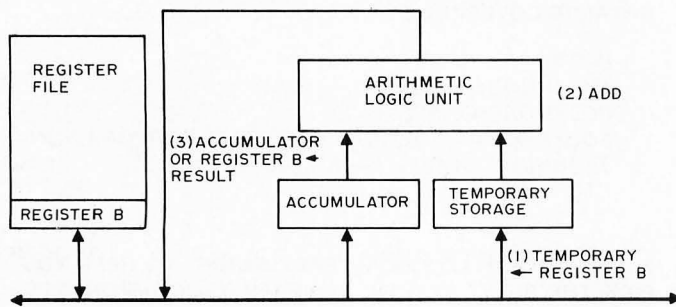 REGISTER
FILE
REGISTER B
ARITHMETIC
LOGIC UNIT
(2) ADD
(3) ACCUMULATOR
OR REGISTER B ←
RESULT
ACCUMULATOR
TEMPORARY
STORAGE
(1) TEMPORARY
← REGISTER B